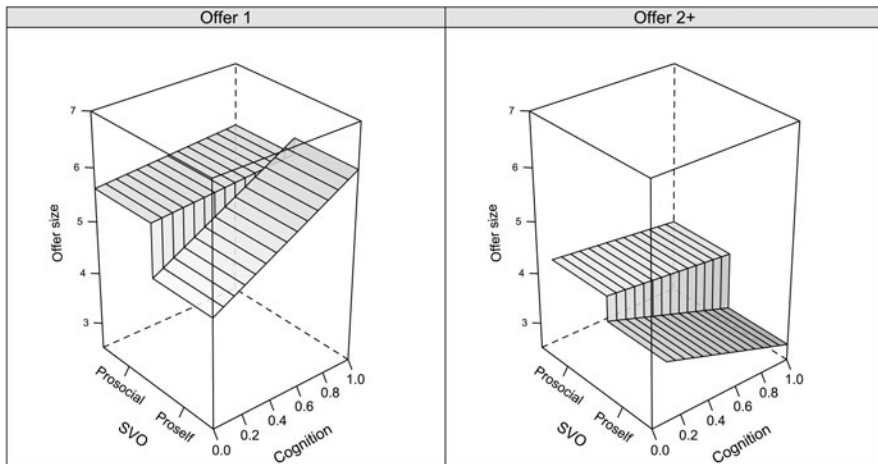 Offer 1
7
6
5
4
3
Offer size
Prosocial
Proself
SVO
0.0
0.2
0.4
0.6
0.8
1.0
Cognition
Offer 2+
7
6
5
4
3
Offer size
Prosocial
Proself
SVO
0.0
0.2
0.4
0.6
0.8
1.0
Cognition